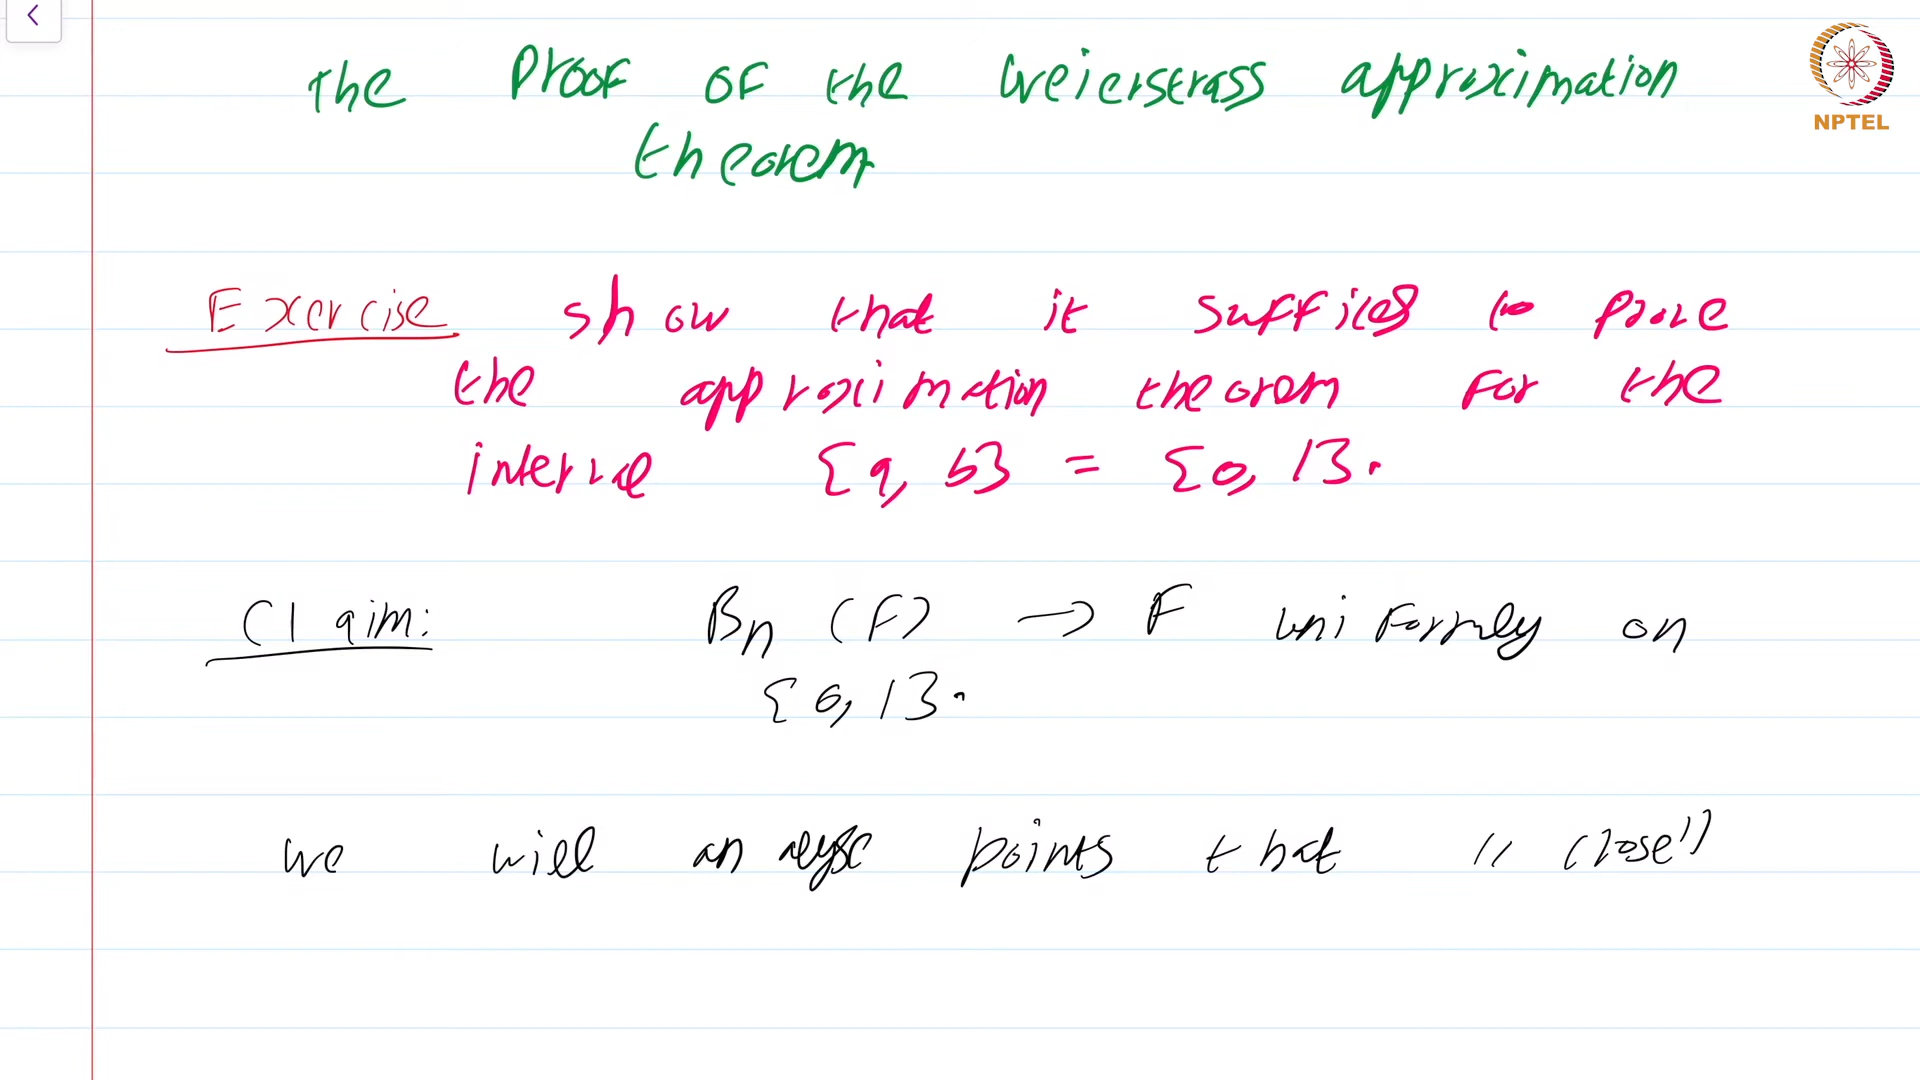 The Proof of the Weierstrass approximation
theorem
NPTEL
Exercise show that it suffices to prove
the approximation theorem for the
interval [a, b] = [0, 1].
Claim: Bn (F) → F uniformly on
[0, 1].
we will analyse points that "close"